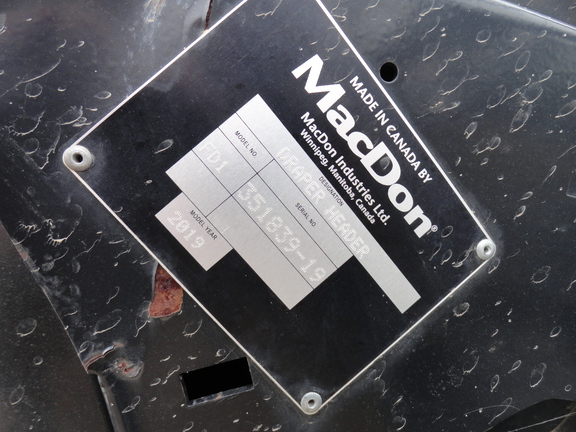 MADE IN CANADA BY
MacDon®
MacDon Industries Ltd.
Winnipeg, Manitoba, Canada
DESIGNATION
DRAPER HEADER
MODEL NO.
FD1
SERIAL NO
351839-19
MODEL YEAR
2019